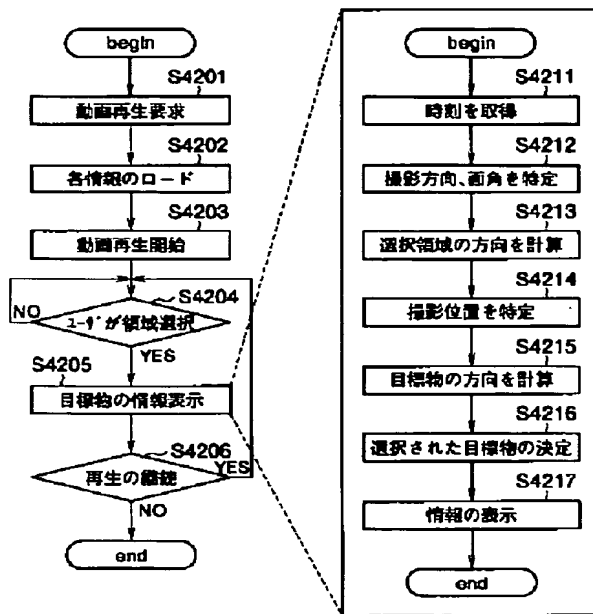 begin
S4201
動画再生要求
S4202
各情報のロード
S4203
動画再生開始
S4204
NO
ユーザが領域選択
YES
S4205
目標物の情報表示
S4206
再生の継続
YES
NO
end
begin
S4211
時刻を取得
S4212
撮影方向、画角を特定
S4213
選択領域の方向を計算
S4214
撮影位置を特定
S4215
目標物の方向を計算
S4216
選択された目標物の決定
S4217
情報の表示
end